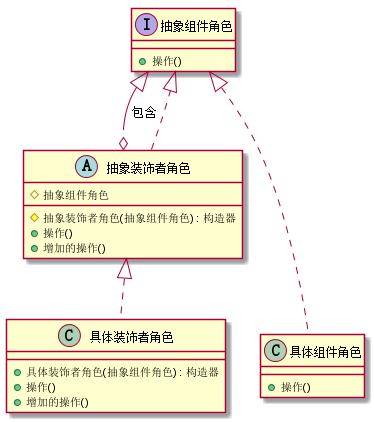 I 抽象组件角色
操作()
包含
A 抽象装饰者角色
抽象组件角色
抽象装饰者角色(抽象组件角色) : 构造器
操作()
增加的操作()
C 具体装饰者角色
具体装饰者角色(抽象组件角色) : 构造器
操作()
增加的操作()
C 具体组件角色
操作()